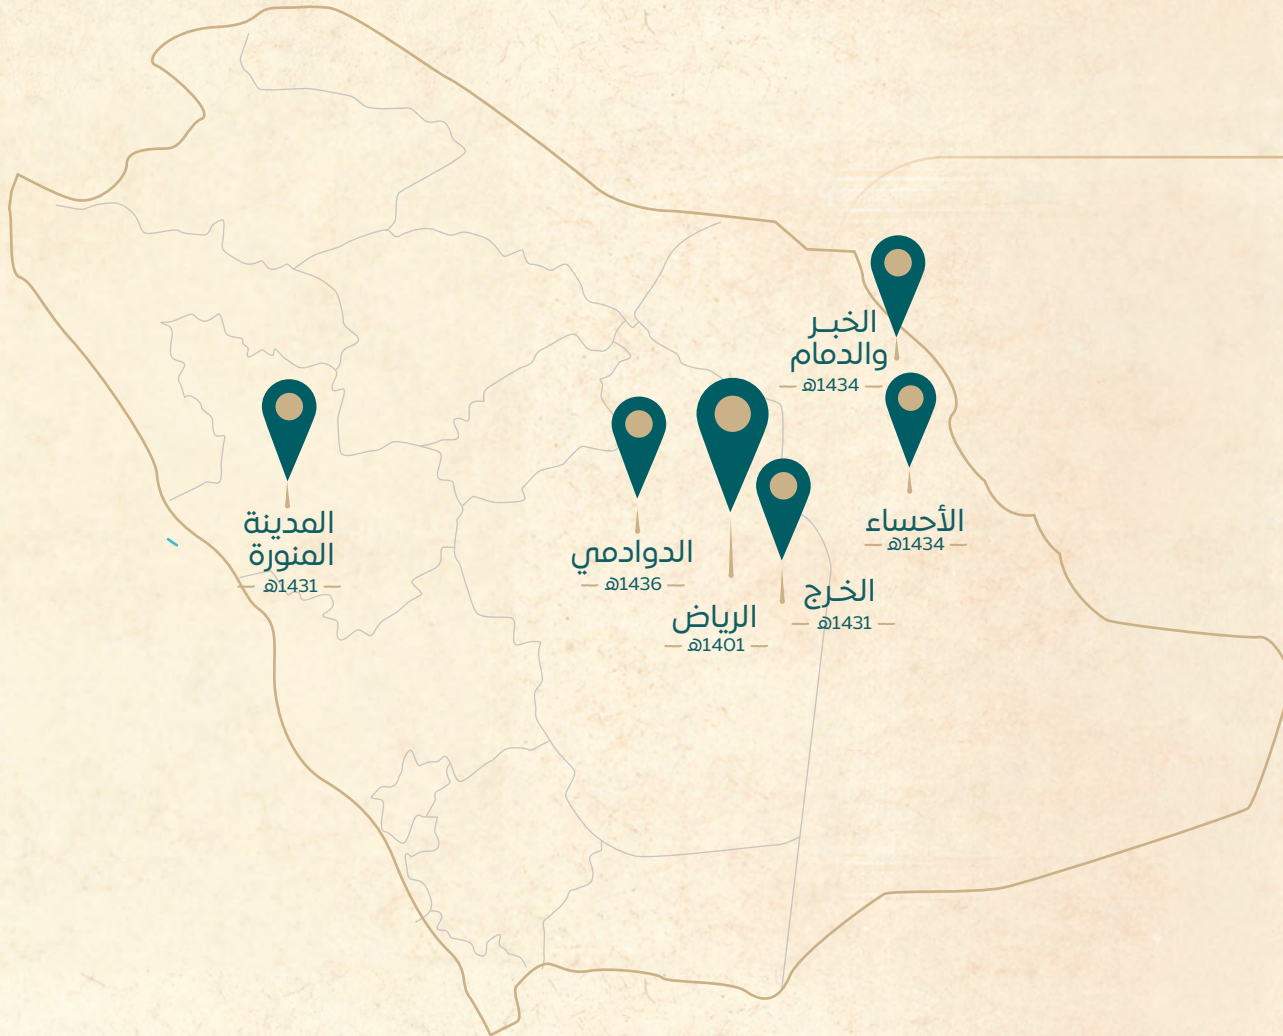 الخبر
والدمام
1434هـ
الأحساء
1434هـ
المدينة
المنورة
1431هـ
الدوادمي
1436هـ
الخرج
1431هـ
الرياض
1401هـ